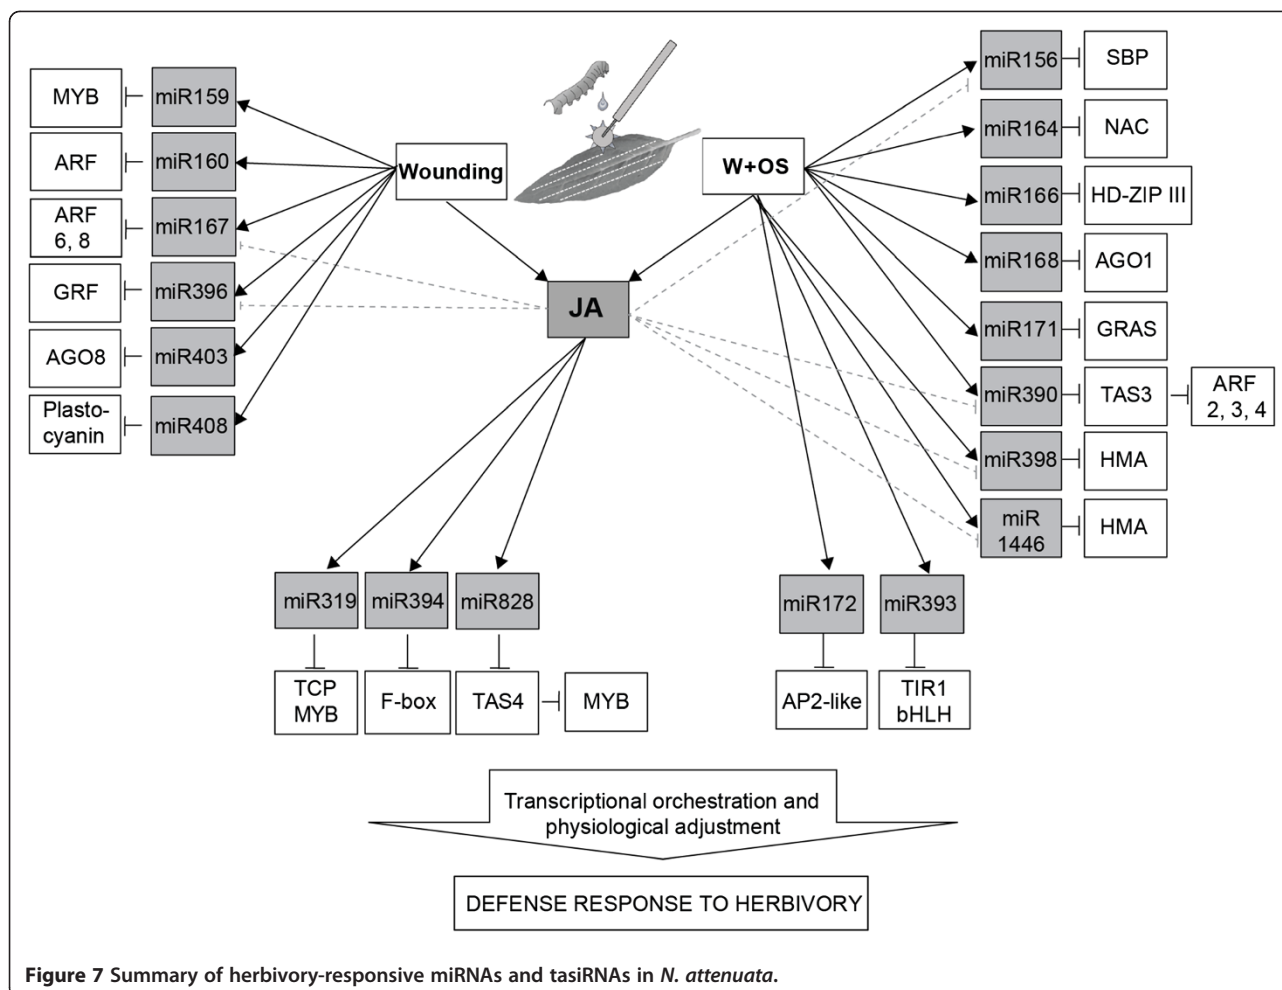 MYB
miR159
ARF
miR160
ARF
6, 8
miR167
GRF
miR396
AGO8
miR403
Plasto-
cyanin
miR408
Wounding
W+OS
JA
miR156
SBP
miR164
NAC
miR166
HD-ZIP III
miR168
AGO1
miR171
GRAS
miR390
TAS3
ARF
2, 3, 4
miR398
HMA
miR
1446
HMA
miR319
miR394
miR828
miR172
miR393
TCP
MYB
F-box
TAS4
MYB
AP2-like
TIR1
bHLH
Transcriptional orchestration and
physiological adjustment
DEFENSE RESPONSE TO HERBIVORY
Figure 7 Summary of herbivory-responsive miRNAs and tasiRNAs in N. attenuata.